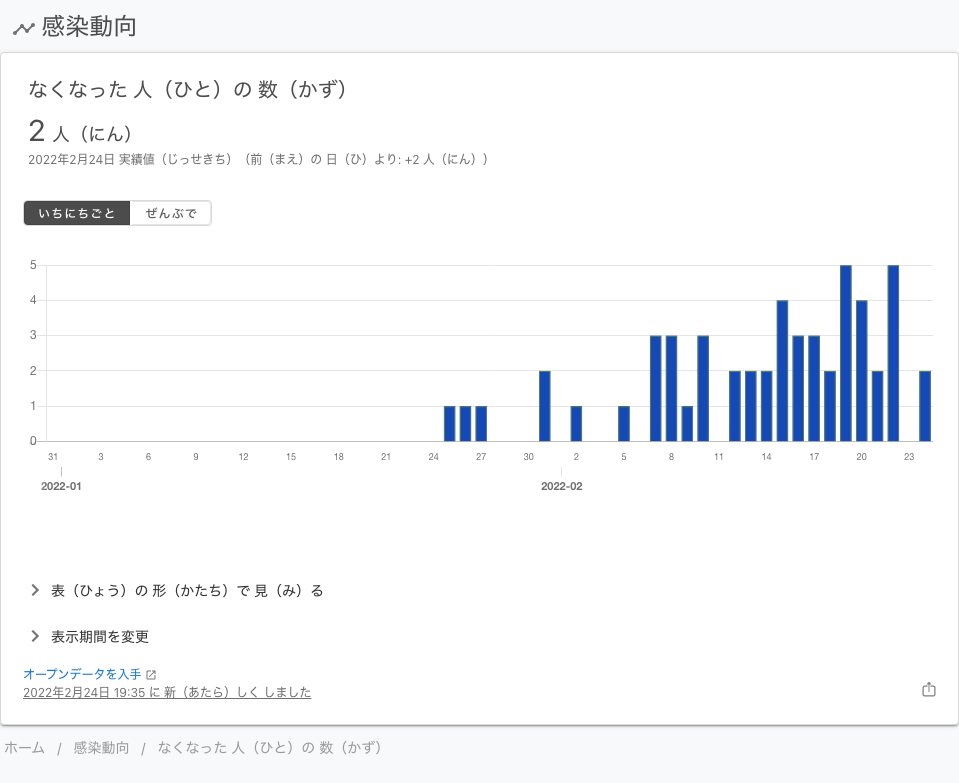 感染動向
なくなった 人（ひと）の 数（かず）
2 人（にん）
2022年2月24日 実績値（じっせきち）（前（まえ）の 日（ひ）より: +2 人（にん））
いちにちごと ぜんぶで
5
4
3
2
1
0
31 3 6 9 12 15 18 21 24 27 30 2 5 8 11 14 17 20 23
2022-01 2022-02
表（ひょう）の 形（かたち）で 見（み）る
表示期間を変更
オープンデータを入手
2022年2月24日 19:35 に 新（あたら）しく しました
ホーム / 感染動向 / なくなった 人（ひと）の 数（かず）